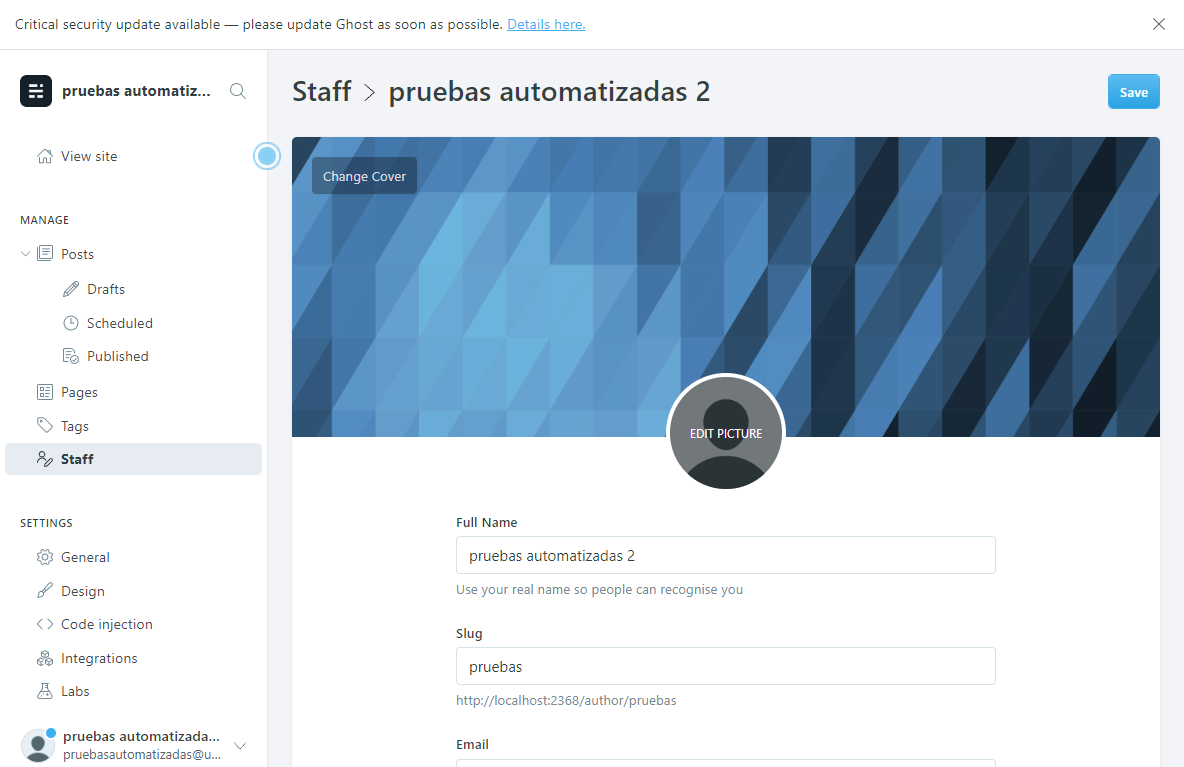 Critical security update available — please update Ghost as soon as possible. Details here.
pruebas automatiz...
View site
MANAGE
Posts
Drafts
Scheduled
Published
Pages
Tags
Staff
SETTINGS
General
Design
Code injection
Integrations
Labs
pruebas automatizada...
pruebasautomatizadas@u...
Staff > pruebas automatizadas 2
Save
Change Cover
EDIT PICTURE
Full Name
pruebas automatizadas 2
Use your real name so people can recognise you
Slug
pruebas
http://localhost:2368/author/pruebas
Email